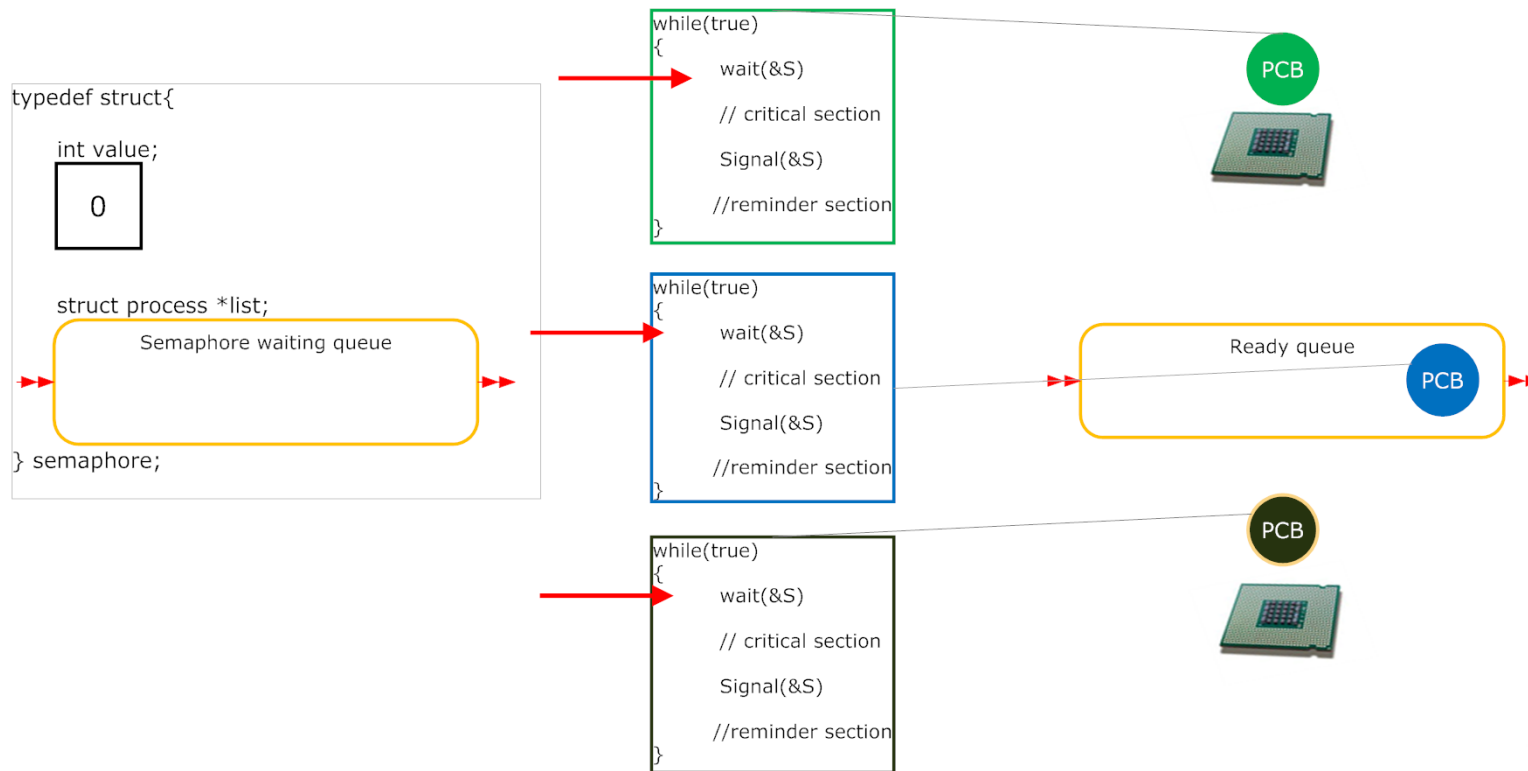 typedef struct{
int value;
0
struct process *list;
Semaphore waiting queue
} semaphore;
while(true)
{
wait(&S)
// critical section
Signal(&S)
//reminder section
}
while(true)
{
wait(&S)
// critical section
Signal(&S)
//reminder section
}
while(true)
{
wait(&S)
// critical section
Signal(&S)
//reminder section
}
PCB
Ready queue
PCB
PCB